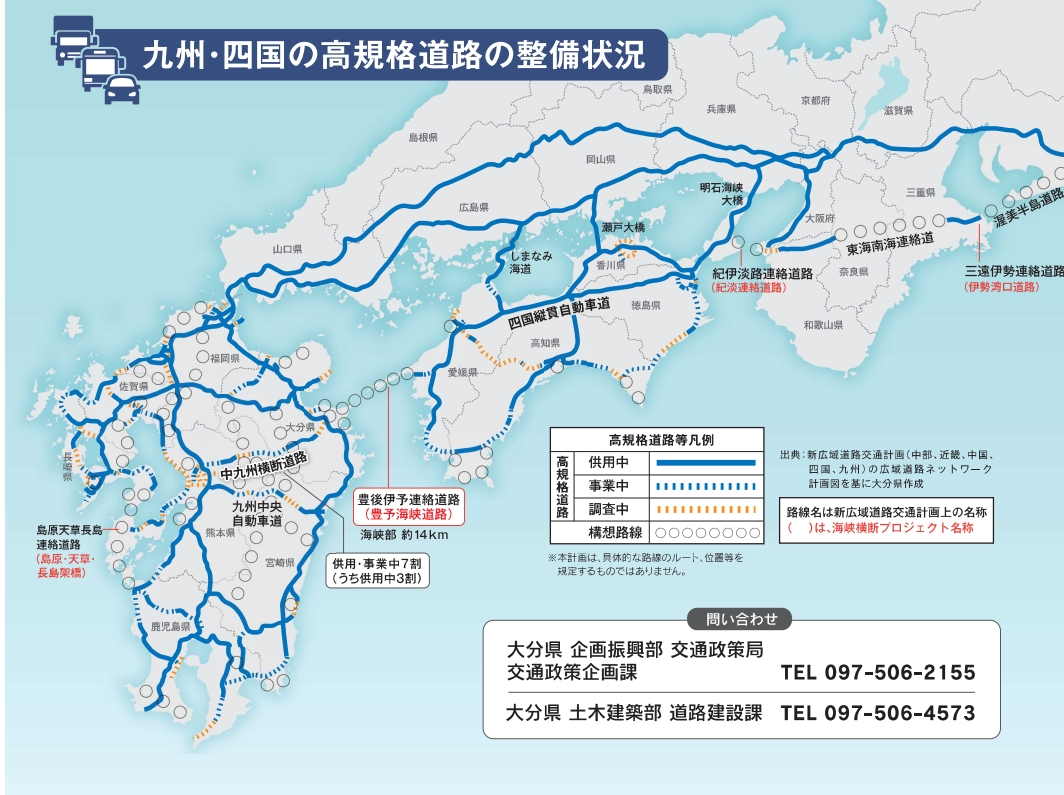 九州・四国の高規格道路の整備状況
鳥取県
兵庫県
京都府
滋賀県
島根県
岡山県
明石海峡
大橋
三重県
広島県
大阪府
渥美半島道路
瀬戸大橋
東海南海連絡道
山口県
しまなみ
海道
香川県
紀伊淡路連絡道路
(紀淡連絡道路)
奈良県
三遠伊勢連絡道路
(伊勢湾口道路)
四国縦貫自動車道
徳島県
和歌山県
高知県
福岡県
愛媛県
佐賀県
大分県
長崎県
中九州横断道路
九州中央
自動車道
豊後伊予連絡道路
(豊予海峡道路)
海峡部 約14km
島原天草長島
連絡道路
(島原・天草・
長島架橋)
熊本県
宮崎県
供用・事業中7割
(うち供用中3割)
鹿児島県
高規格道路等凡例
高規格道路
供用中
事業中
調査中
構想路線
※本計画は、具体的な路線のルート、位置等を
規定するものではありません。
出典:新広域道路交通計画(中部、近畿、中国、
四国、九州)の広域道路ネットワーク
計画図を基に大分県作成
路線名は新広域道路交通計画上の名称
( )は、海峡横断プロジェクト名称
問い合わせ
大分県 企画振興部 交通政策局
交通政策企画課 TEL 097-506-2155
大分県 土木建築部 道路建設課 TEL 097-506-4573